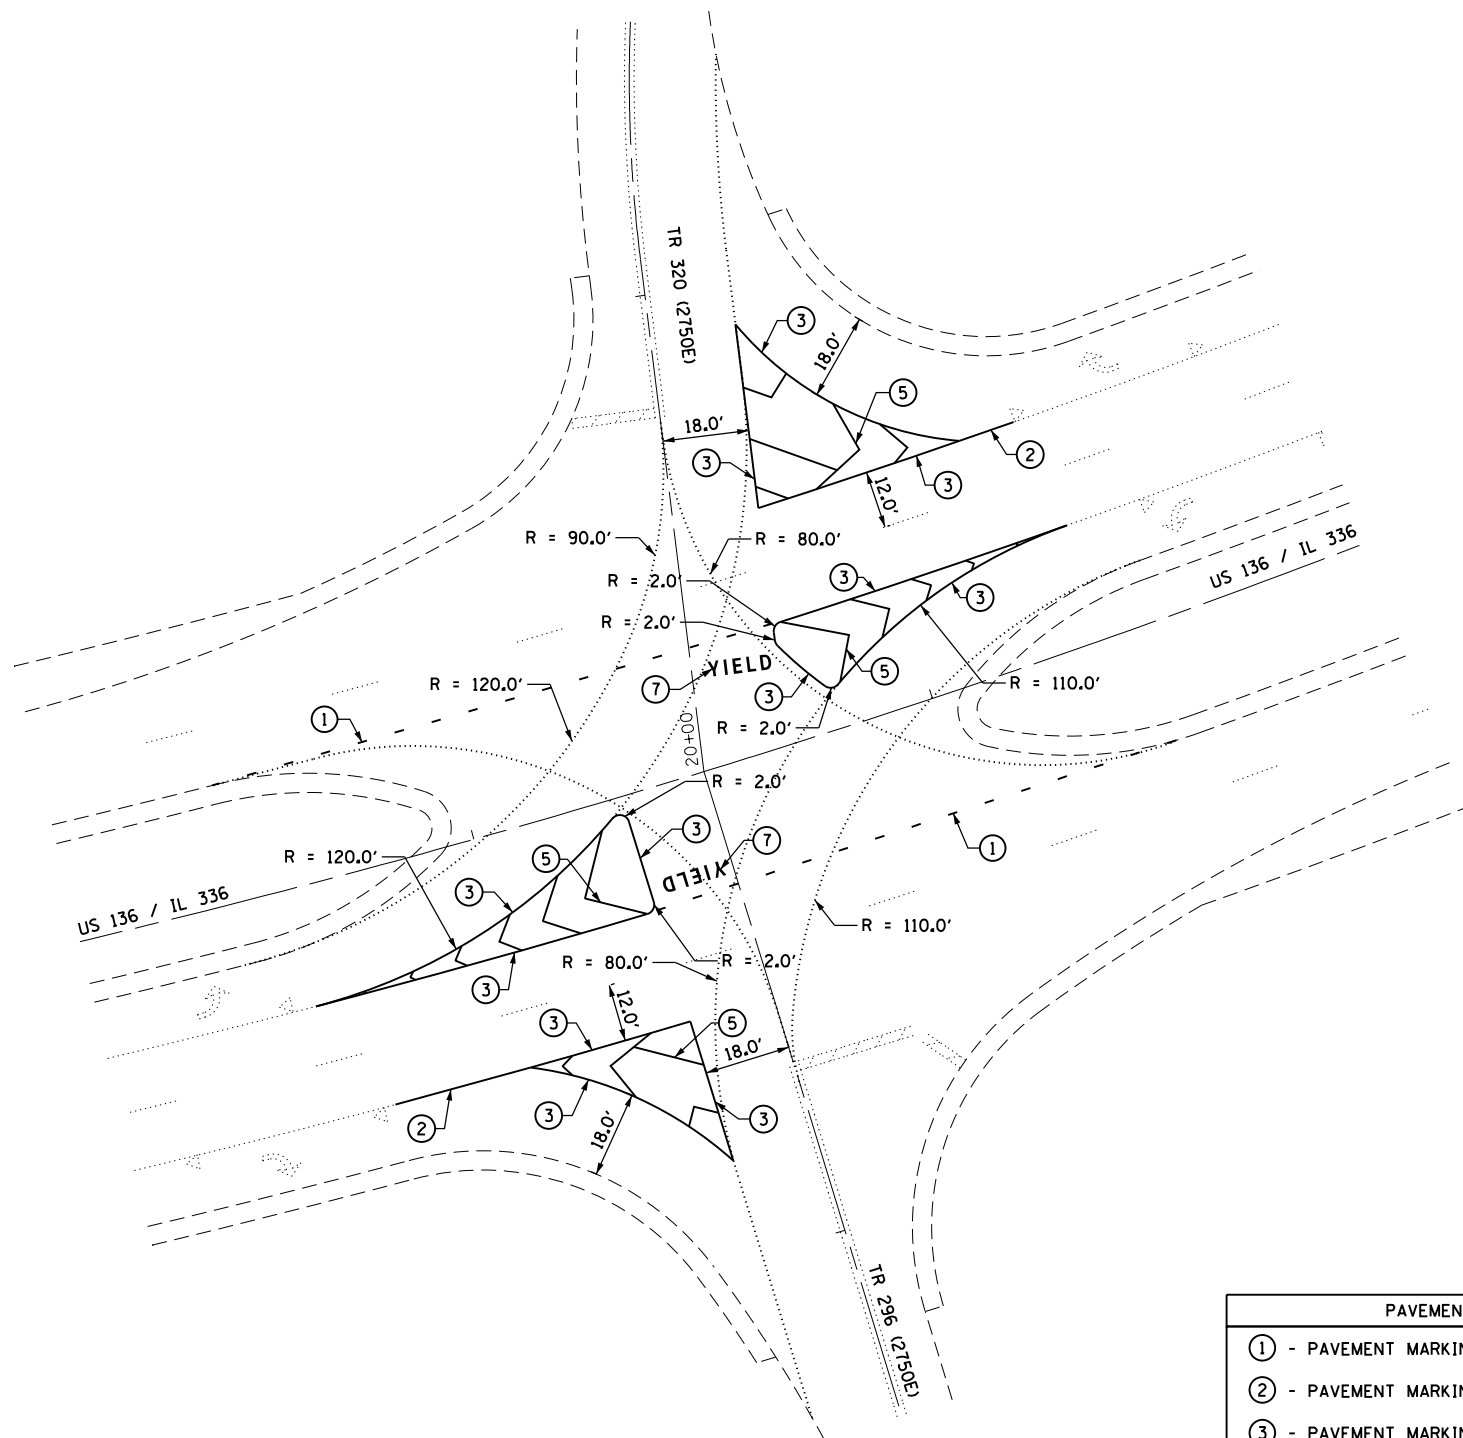 TR 320 (2750E)
3
18.0'
5
18.0'
3
2
3
12.0'
R = 90.0'
R = 80.0'
US 136 / IL 336
R = 2.0'
3
3
R = 2.0'
YIELD
5
7
3
R = 120.0'
R = 110.0'
1
R = 2.0'
20+00
R = 2.0'
3
7
R = 120.0'
5
1
YIELD
3
US 136 / IL 336
R = 110.0'
R = 80.0'
R = 2.0'
3
12.0'
3
5
18.0'
3
3
2
18.0'
TR 296 (2750E)
PAVEMEN
1 - PAVEMENT MARKIN
2 - PAVEMENT MARKIN
3 - PAVEMENT MARKIN